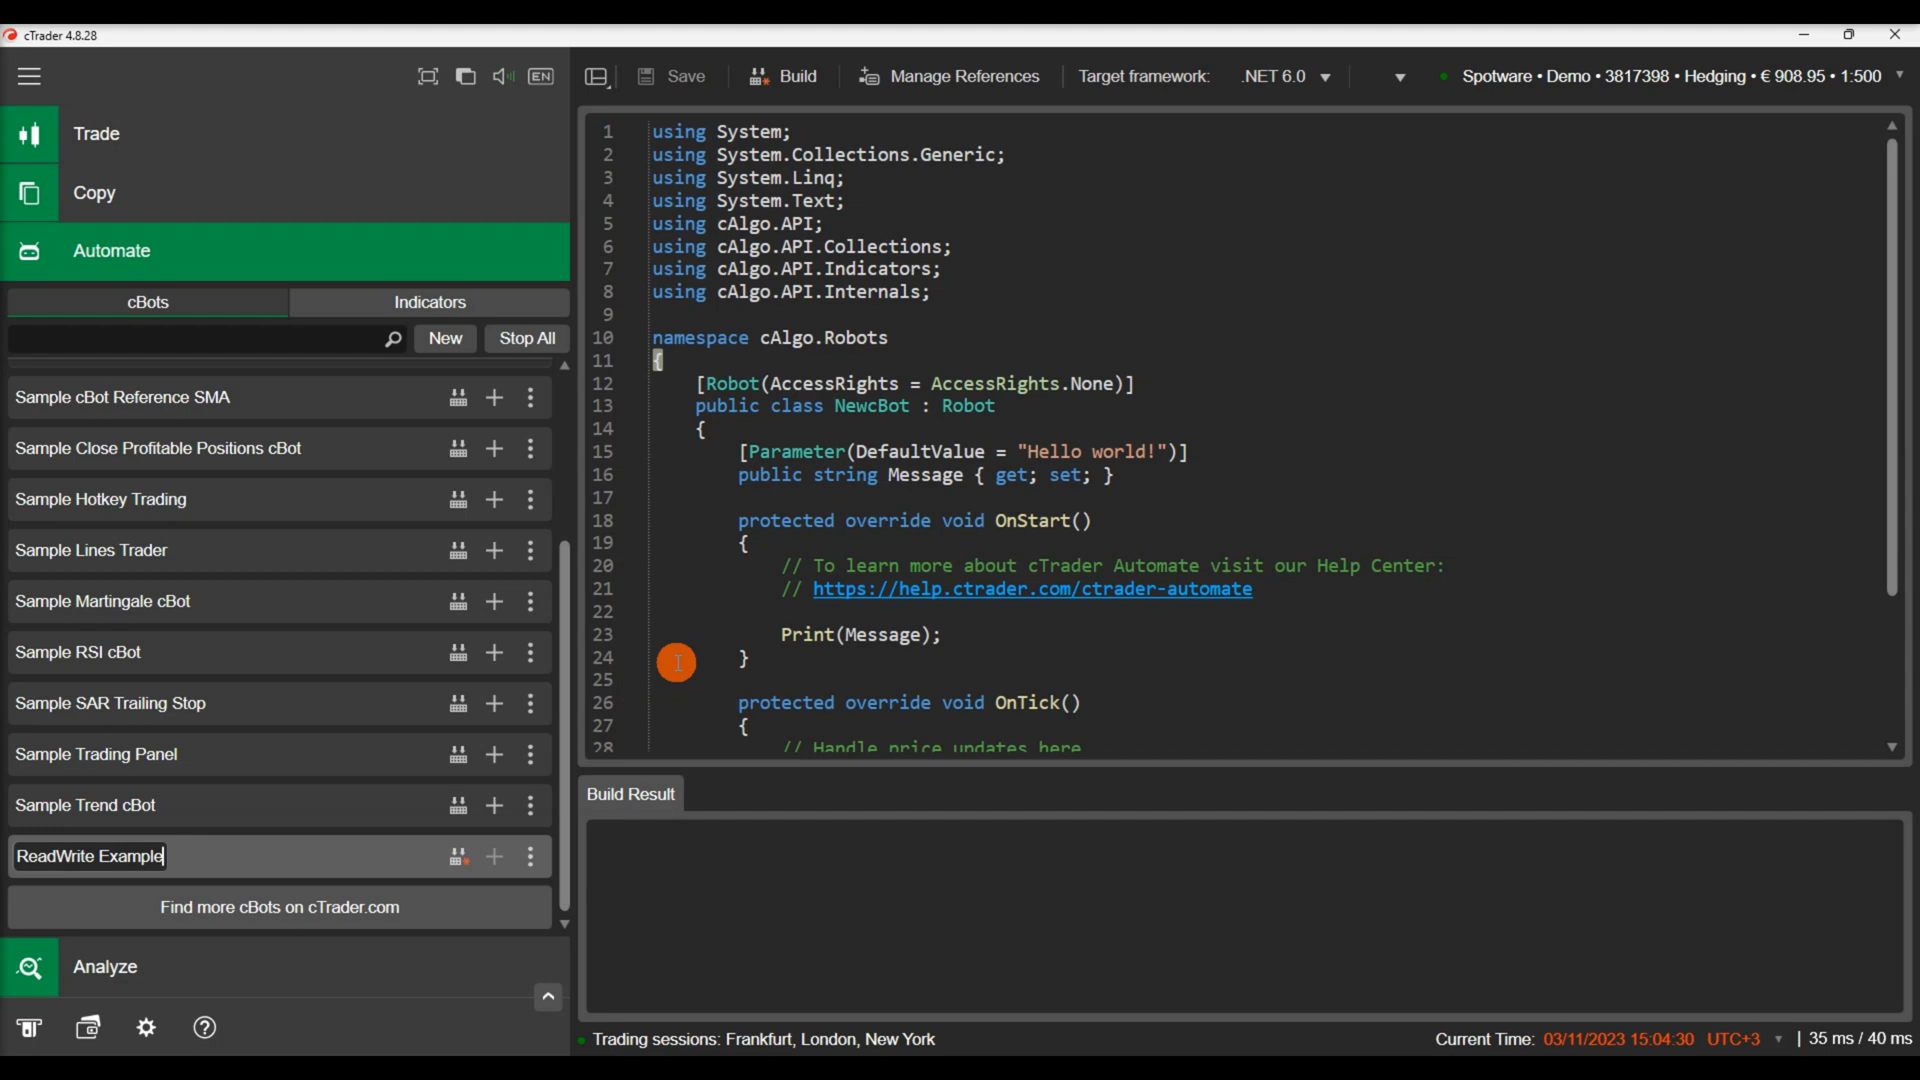 cTrader 4.8.28
EN
Save
Build
Manage References
Target framework:
.NET 6.0
Spotware • Demo • 3817398 • Hedging • € 908.95 • 1:500
Trade
Copy
Automate
cBots
Indicators
New
Stop All
Sample cBot Reference SMA
Sample Close Profitable Positions cBot
Sample Hotkey Trading
Sample Lines Trader
Sample Martingale cBot
Sample RSI cBot
Sample SAR Trailing Stop
Sample Trading Panel
Sample Trend cBot
ReadWrite Example
Find more cBots on cTrader.com
Analyze
1 using System;
2 using System.Collections.Generic;
3 using System.Linq;
4 using System.Text;
5 using cAlgo.API;
6 using cAlgo.API.Collections;
7 using cAlgo.API.Indicators;
8 using cAlgo.API.Internals;
9
10 namespace cAlgo.Robots
11 {
12 [Robot(AccessRights = AccessRights.None)]
13 public class NewcBot : Robot
14 {
15 [Parameter(DefaultValue = "Hello world!")]
16 public string Message { get; set; }
17
18 protected override void OnStart()
19 {
20 // To learn more about cTrader Automate visit our Help Center:
21 // https://help.ctrader.com/ctrader-automate
22
23 Print(Message);
24 }
25
26 protected override void OnTick()
27 {
28 // Handle price updates here
Build Result
Trading sessions: Frankfurt, London, New York
Current Time: 03/11/2023 15:04:30 UTC+3 | 35 ms / 40 ms